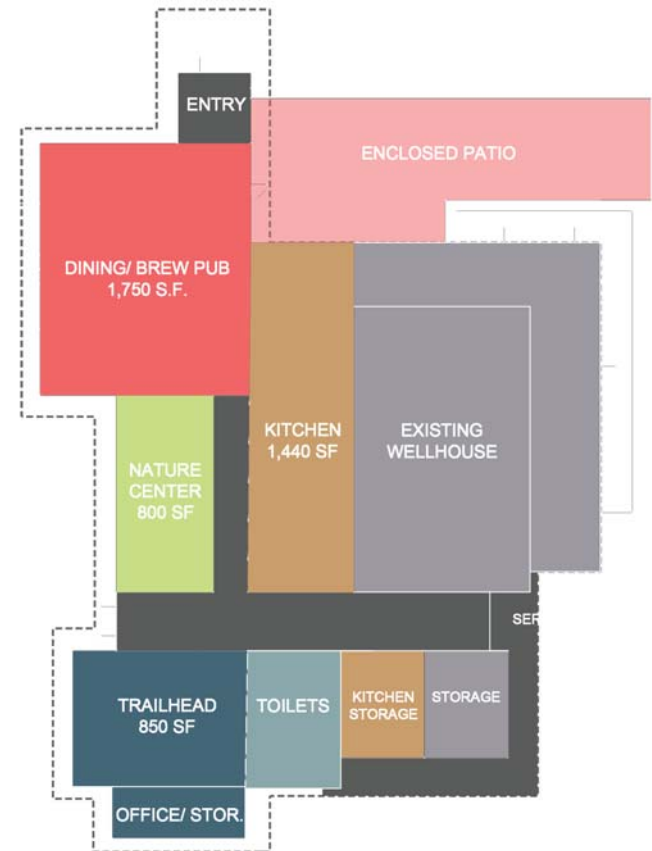 ENTRY
ENCLOSED PATIO
DINING/ BREW PUB
1,750 S.F.
KITCHEN
1,440 SF
EXISTING
WELLHOUSE
NATURE
CENTER
800 SF
SER
TRAILHEAD
850 SF
TOILETS
KITCHEN
STORAGE
STORAGE
OFFICE/ STOR.